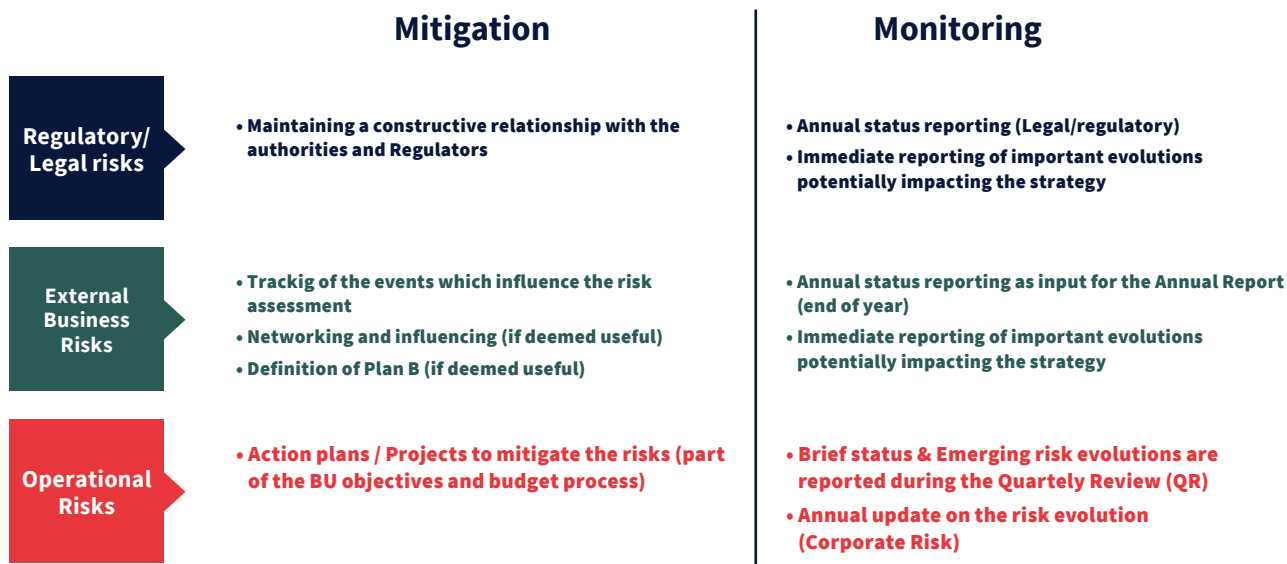 Mitigation
Monitoring
Regulatory/
Legal risks
• Maintaining a constructive relationship with the
authorities and Regulators
• Annual status reporting (Legal/regulatory)
• Immediate reporting of important evolutions
potentially impacting the strategy
External
Business
Risks
• Trackig of the events which influence the risk
assessment
• Networking and influencing (if deemed useful)
• Definition of Plan B (if deemed useful)
• Annual status reporting as input for the Annual Report
(end of year)
• Immediate reporting of important evolutions
potentially impacting the strategy
Operational
Risks
• Action plans / Projects to mitigate the risks (part
of the BU objectives and budget process)
• Brief status & Emerging risk evolutions are
reported during the Quartely Review (QR)
• Annual update on the risk evolution
(Corporate Risk)